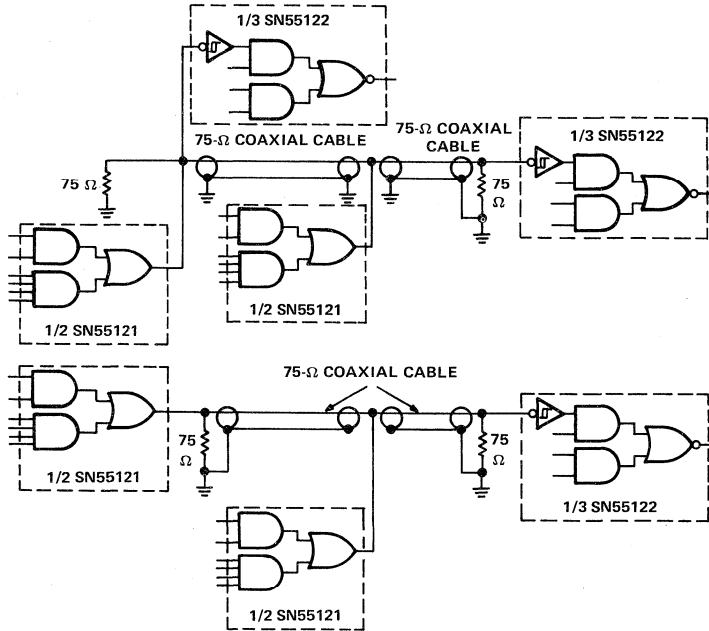 1/3 SN55122
75-Ω COAXIAL CABLE
75-Ω COAXIAL
CABLE
1/3 SN55122
75 Ω
75
Ω
1/2 SN55121
1/2 SN55121
75-Ω COAXIAL CABLE
1/2 SN55121
75
Ω
75
Ω
1/3 SN55122
1/2 SN55121